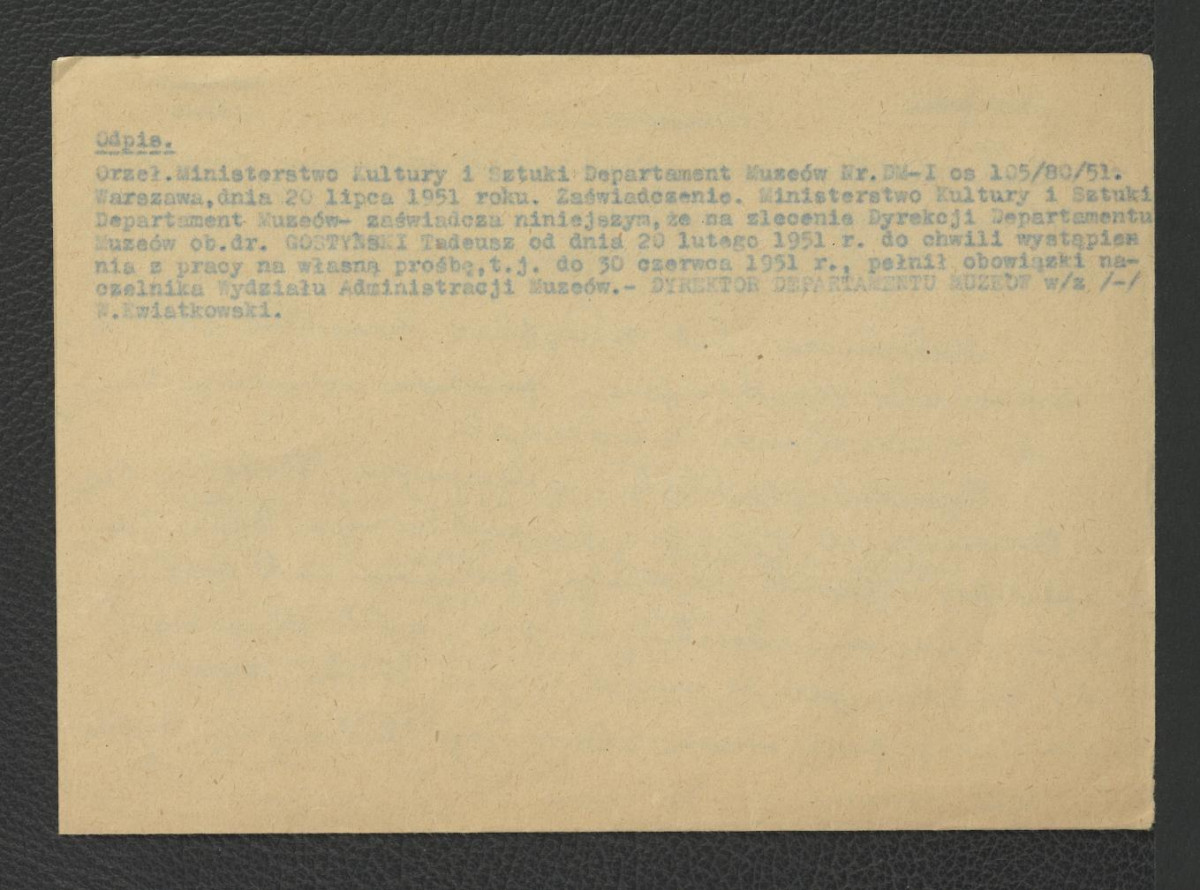 Odpis.
Orzeł.Ministerstwo Kultury i Sztuki Departament Muzeów Nr.DM-I os 105/80/51.
Warszawa,dnia 20 lipca 1951 roku. Zaświadczenie. Ministerstwo Kultury i Sztuki
Departament Muzeów- zaświadcza niniejszym,że na zlecenie Dyrekcji Departamentu
Muzeów ob.dr. GOSTYŃSKI Tadeusz od dnia 20 lutego 1951 r. do chwili wystąpien
nia z pracy na własną prośbę,t.j. do 30 czerwca 1951 r., pełnił obowiązki na-
czelnika Wydziału Administracji Muzeów.- DYREKTOR DEPARTAMENTU MUZEÓW w/z /-/
W.Kwiatkowski.